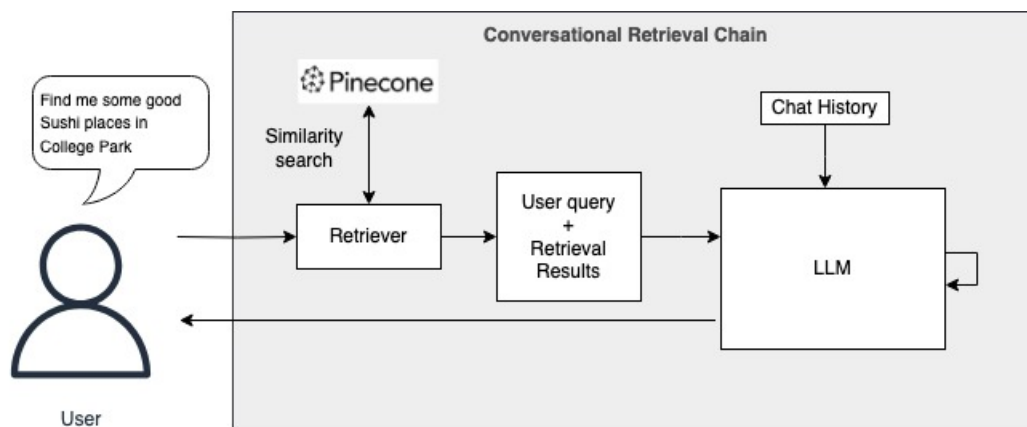 Conversational Retrieval Chain
Find me some good
Sushi places in
College Park
Pinecone
Similarity
search
Chat History
Retriever
User query
+
Retrieval
Results
LLM
User